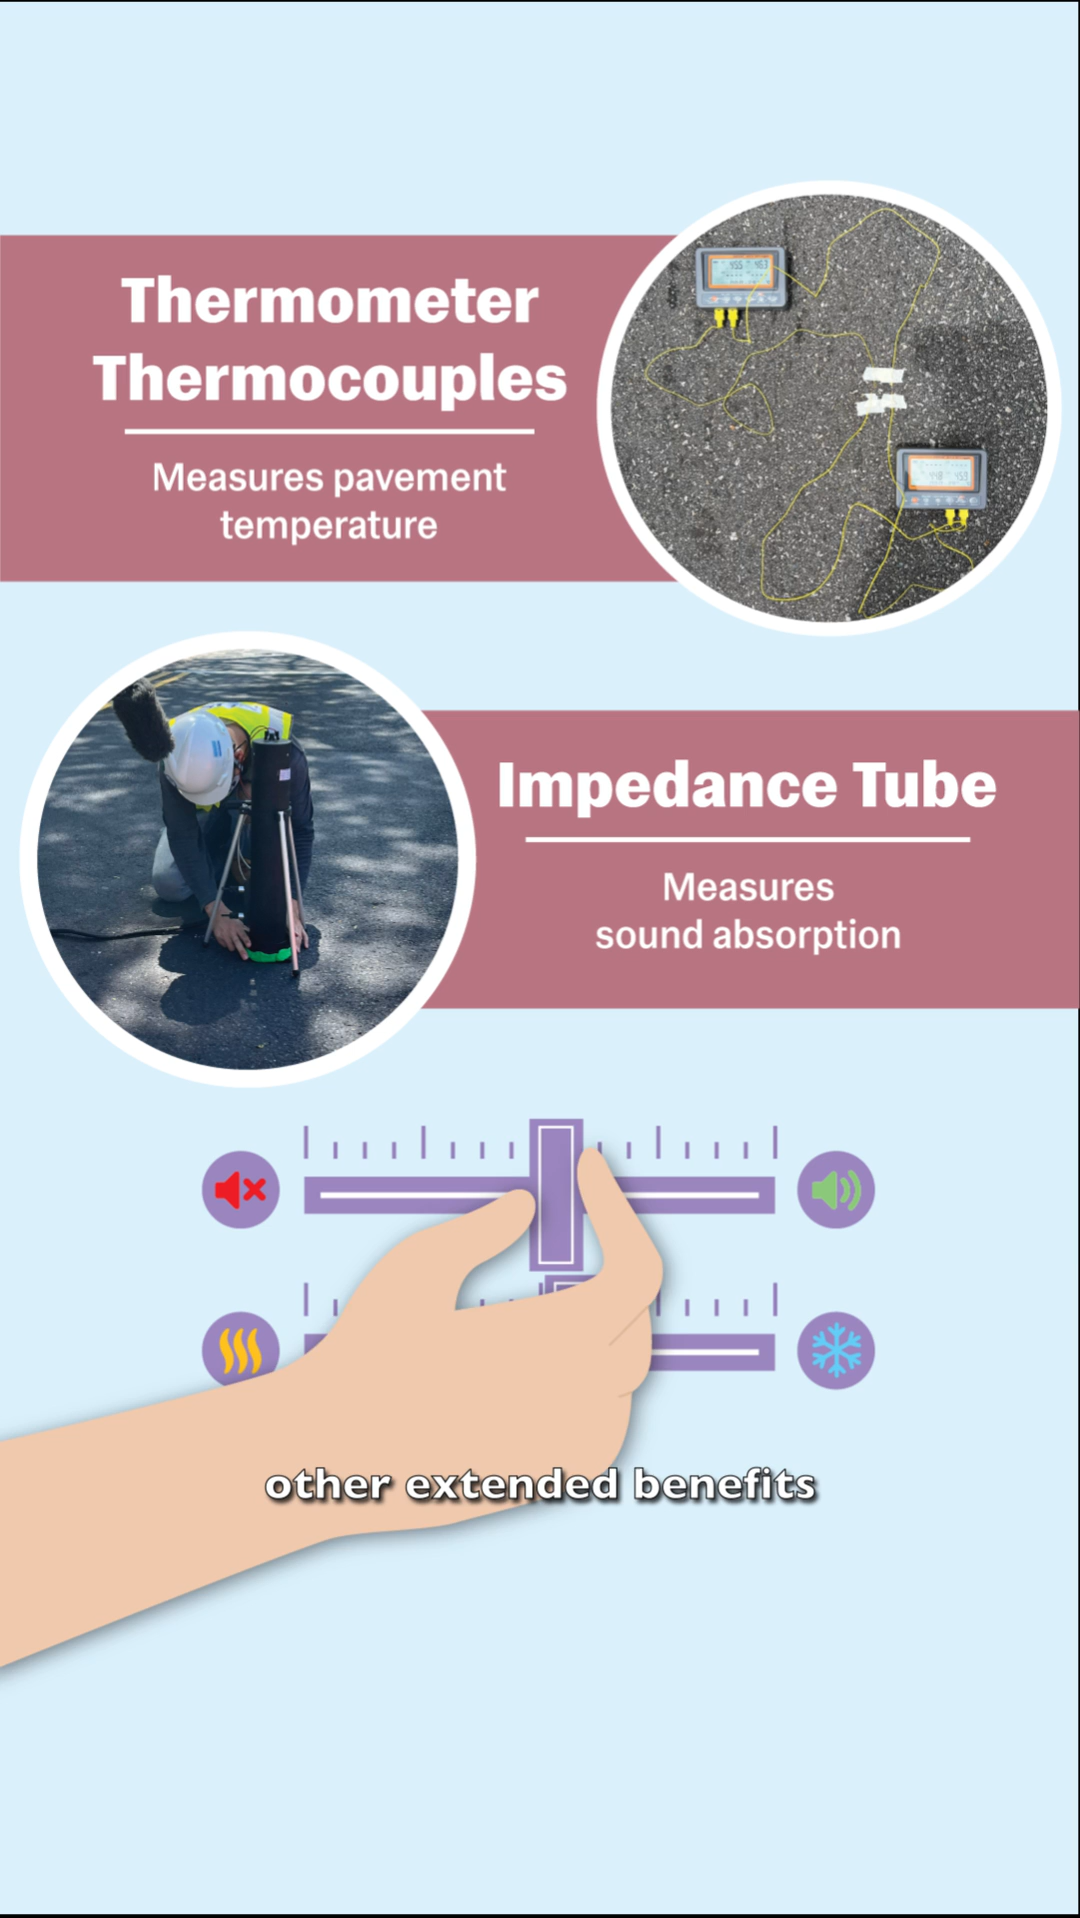 Thermometer
Thermocouples
Measures pavement
temperature
Impedance Tube
Measures
sound absorption
other extended benefits